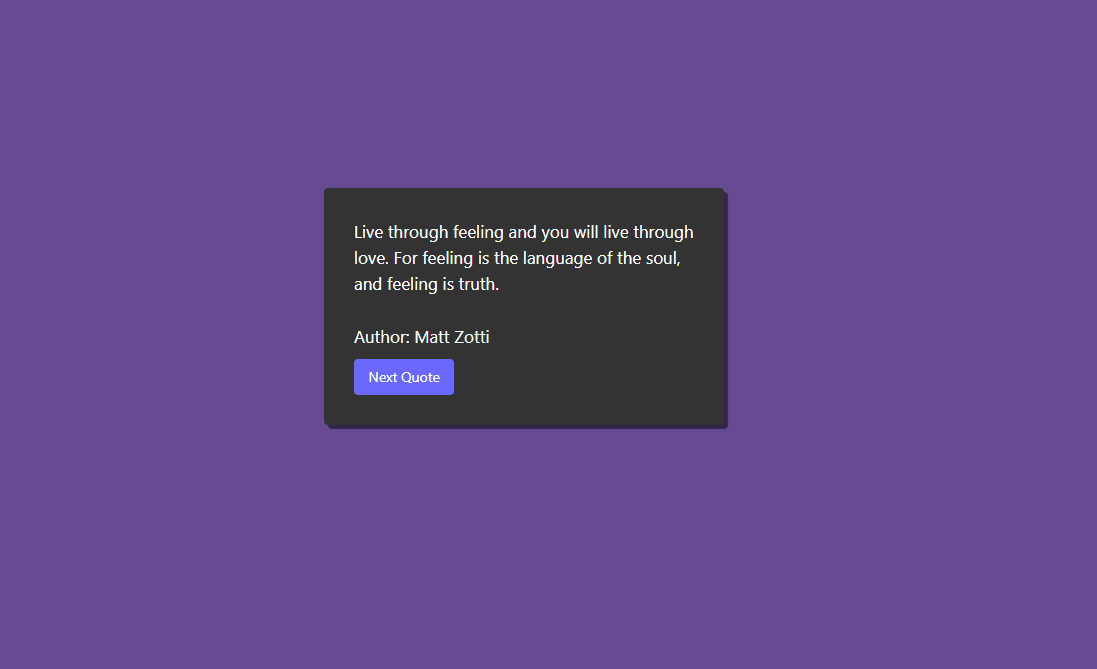 Live through feeling and you will live through
love. For feeling is the language of the soul,
and feeling is truth.
Author: Matt Zotti
Next Quote